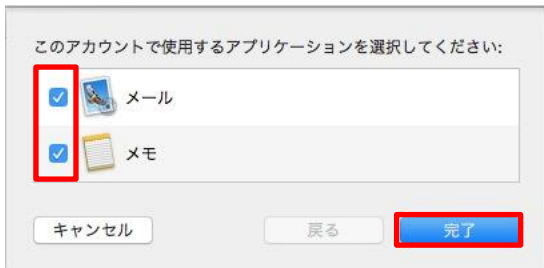 このアカウントで使用するアプリケーションを選択してください:
メール
メモ
キャンセル 戻る 完了